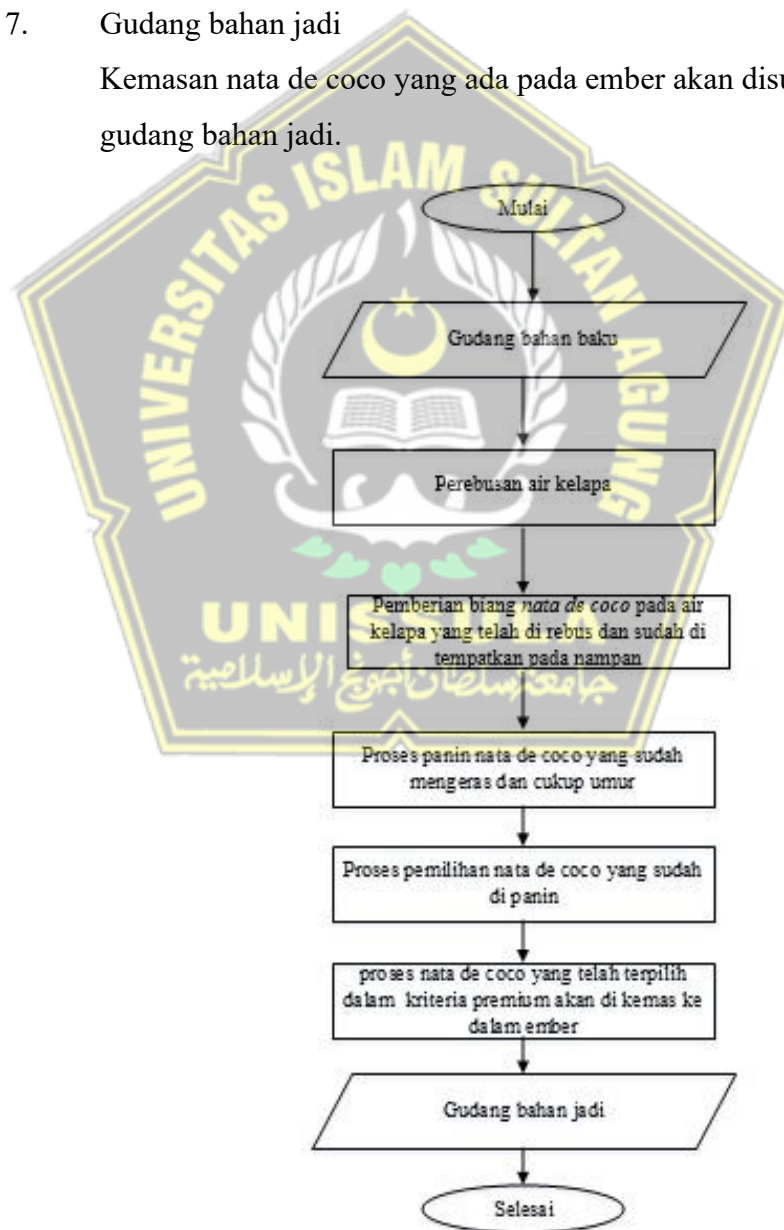 7. Gudang bahan jadi
Kemasan nata de coco yang ada pada ember akan disu
gudang bahan jadi.
UNIVERSITAS ISLAM SULTAN AGUNG
Mulai
Gudang bahan baku
Perebusan air kelapa
Pemberian biang nata de coco pada air
kelapa yang telah di rebus dan sudah di
tempatkan pada nampan
UNISSULA
جامعة سلطان أجونج الإسلامية
Proses panin nata de coco yang sudah
mengeras dan cukup umur
Proses pemilihan nata de coco yang sudah
di panin
proses nata de coco yang telah terpilih
dalam kriteria premium akan di kemas ke
dalam ember
Gudang bahan jadi
Selesai